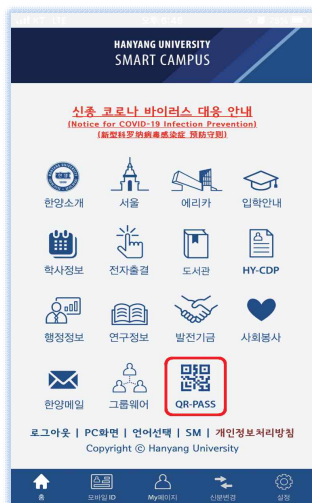 HANYANG UNIVERSITY
SMART CAMPUS
신종 코로나 바이러스 대응 안내
(Notice for COVID-19 Infection Prevention)
(新型科罗纳病毒感染症 预防守则)
한양소개 서울 에리카 입학안내
학사정보 전자출결 도서관 HY-CDP
행정정보 연구정보 발전기금 사회봉사
한양메일 그룹웨어 QR-PASS
로그아웃 | PC화면 | 언어선택 | SM | 개인정보처리방침
Copyright ⓒ Hanyang University
홈 모바일 ID My페이지 신분변경 설정